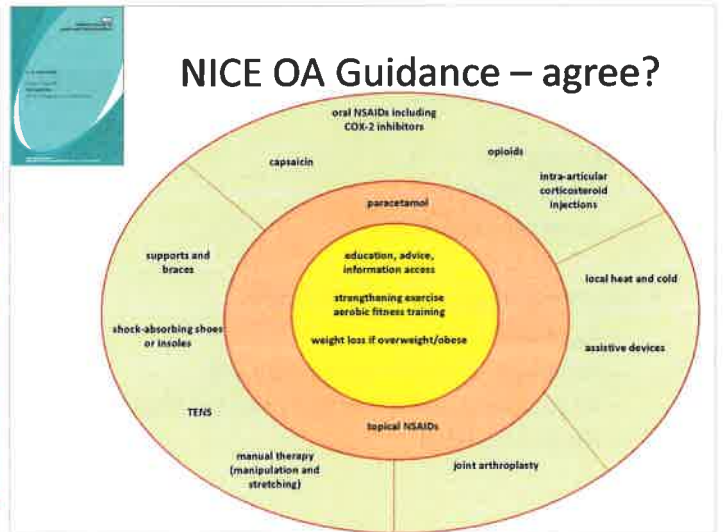 NICE OA Guidance – agree?
oral NSAIDs including
COX-2 inhibitors
capsaicin
opioids
intra-articular
corticosteroid
injections
paracetamol
supports and
braces
education, advice,
information access
local heat and cold
strengthening exercise
aerobic fitness training
shock-absorbing shoes
or insoles
weight loss if overweight/obese
assistive devices
TENS
topical NSAIDs
manual therapy
(manipulation and
stretching)
joint arthroplasty